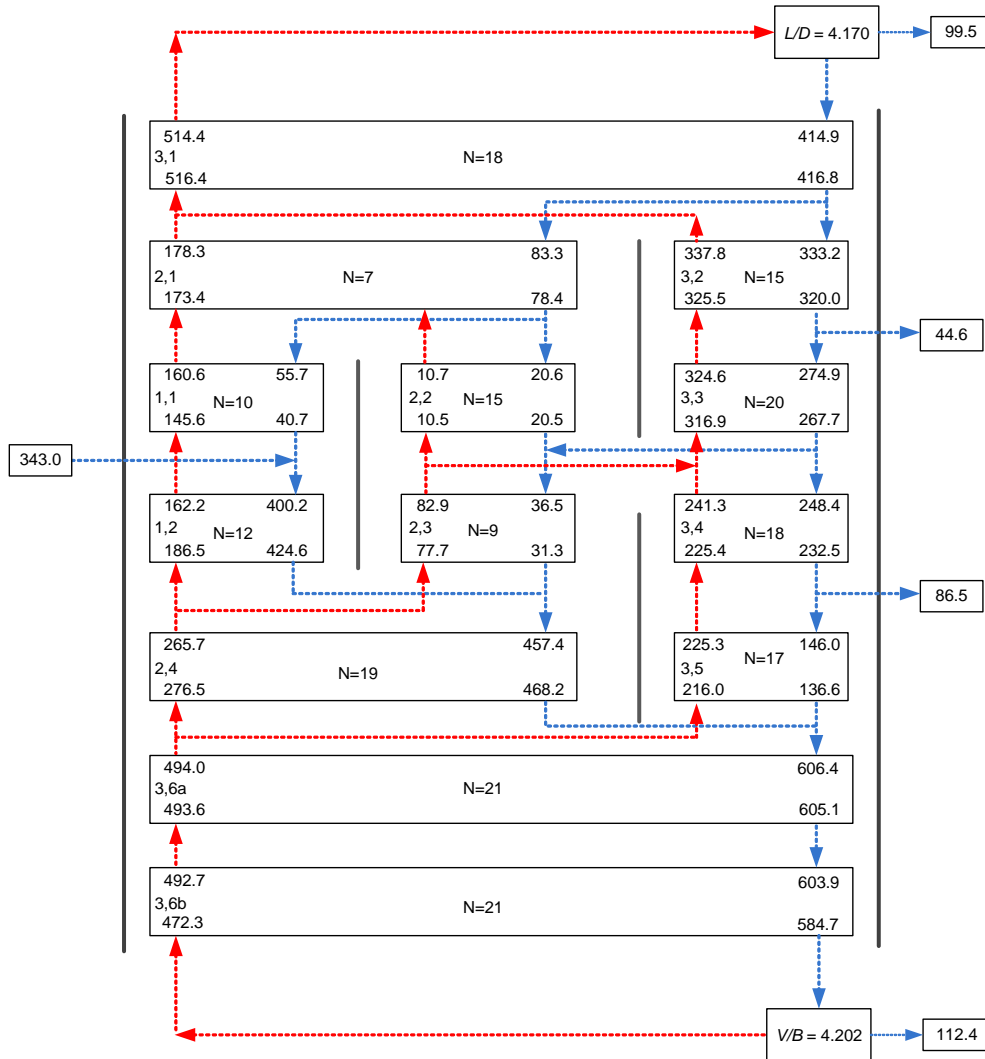 L/D = 4.170
99.5
514.4 414.9
3,1 N=18
516.4 416.8
178.3 83.3
2,1 N=7
173.4 78.4
337.8 333.2
3,2 N=15
325.5 320.0
44.6
160.6 55.7
1,1 N=10
145.6 40.7
10.7 20.6
2,2 N=15
10.5 20.5
324.6 274.9
3,3 N=20
316.9 267.7
343.0
162.2 400.2
1,2 N=12
186.5 424.6
82.9 36.5
2,3 N=9
77.7 31.3
241.3 248.4
3,4 N=18
225.4 232.5
86.5
265.7 457.4
2,4 N=19
276.5 468.2
225.3 146.0
3,5 N=17
216.0 136.6
494.0 606.4
3,6a N=21
493.6 605.1
492.7 603.9
3,6b N=21
472.3 584.7
V/B = 4.202
112.4